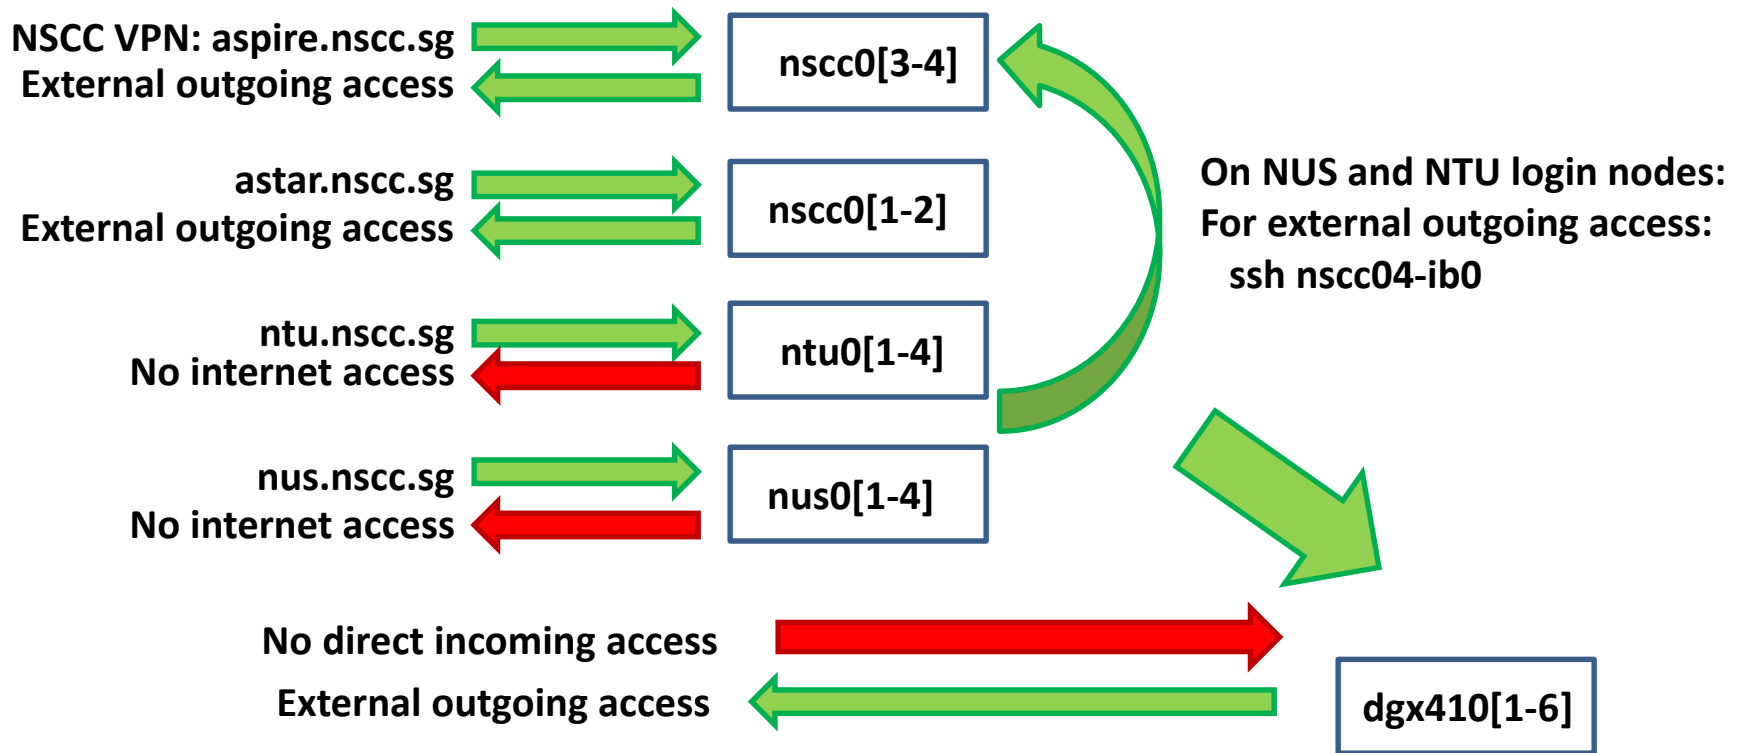 NSCC VPN: aspire.nscc.sg
External outgoing access
nscc0[3-4]
astar.nscc.sg
External outgoing access
nscc0[1-2]
On NUS and NTU login nodes:
For external outgoing access:
ssh nscc04-ib0
ntu.nscc.sg
No internet access
ntu0[1-4]
nus.nscc.sg
No internet access
nus0[1-4]
No direct incoming access
External outgoing access
dgx410[1-6]